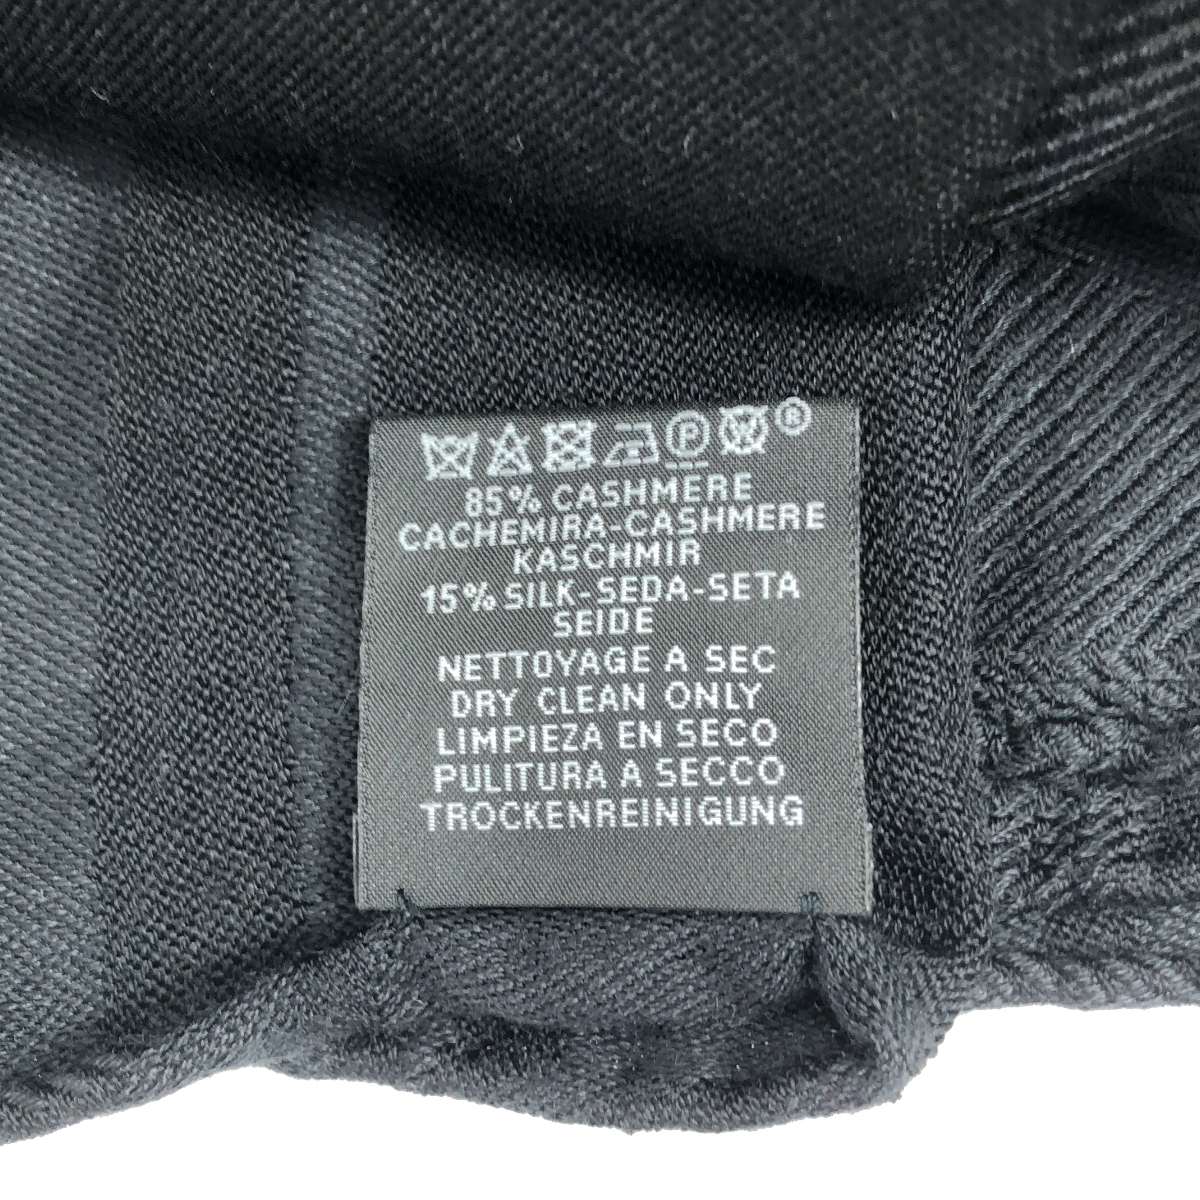 P W ®
85% CASHMERE
CACHEMIRA-CASHMERE
KASCHMIR
15% SILK-SEDA-SETA
SEIDE
NETTOYAGE A SEC
DRY CLEAN ONLY
LIMPIEZA EN SECO
PULITURA A SECCO
TROCKENREINIGUNG